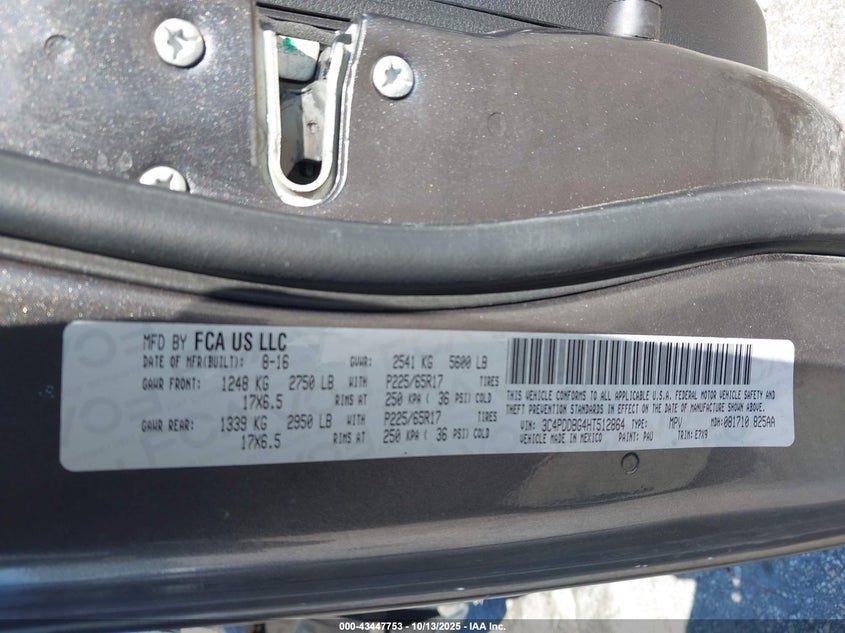 MFD BY FCA US LLC
DATE OF MFR(BUILT): 8-16 GVWR: 2541 KG 5600 LB
GAWR FRONT: 1248 KG 2750 LB WITH P225/65R17 TIRES
17X6.5 RIMS AT 250 KPA ( 36 PSI) COLD
GAWR REAR: 1339 KG 2950 LB WITH P225/65R17 TIRES
17X6.5 RIMS AT 250 KPA ( 36 PSI) COLD
THIS VEHICLE CONFORMS TO ALL APPLICABLE U.S.A. FEDERAL MOTOR VEHICLE SAFETY AND
THEFT PREVENTION STANDARDS IN EFFECT ON THE DATE OF MANUFACTURE SHOWN ABOVE.
VIN: 3C4PDDBG4HT512864 TYPE: MPV MDH:081710 825AA
VEHICLE MADE IN MEXICO PAINT: PAU TRIM: E7X9
000-43447753 - 10/13/2025 - IAA Inc.